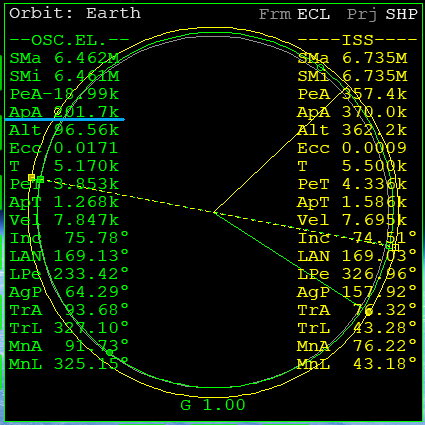 Orbit: Earth Frm ECL Prj SHP
--OSC.EL.-- ----ISS----
SMa 6.462M SMa 6.735M
SMi 6.461M SMi 6.735M
PeA-18.99k PeA 357.4k
ApA 201.7k ApA 370.0k
Alt 96.56k Alt 362.2k
Ecc 0.0171 Ecc 0.0009
T 5.170k T 5.500k
PeT 3.853k PeT 4.336k
ApT 1.268k ApT 1.586k
Vel 7.847k Vel 7.695k
Inc 75.78° Inc 74.51°
LAN 169.13° LAN 169.03°
LPe 233.42° LPe 326.96°
AgP 64.29° AgP 157.92°
TrA 93.68° TrA 76.32°
TrL 327.10° TrL 43.28°
MnA 91.73° MnA 76.22°
MnL 325.15° MnL 43.18°
G 1.00